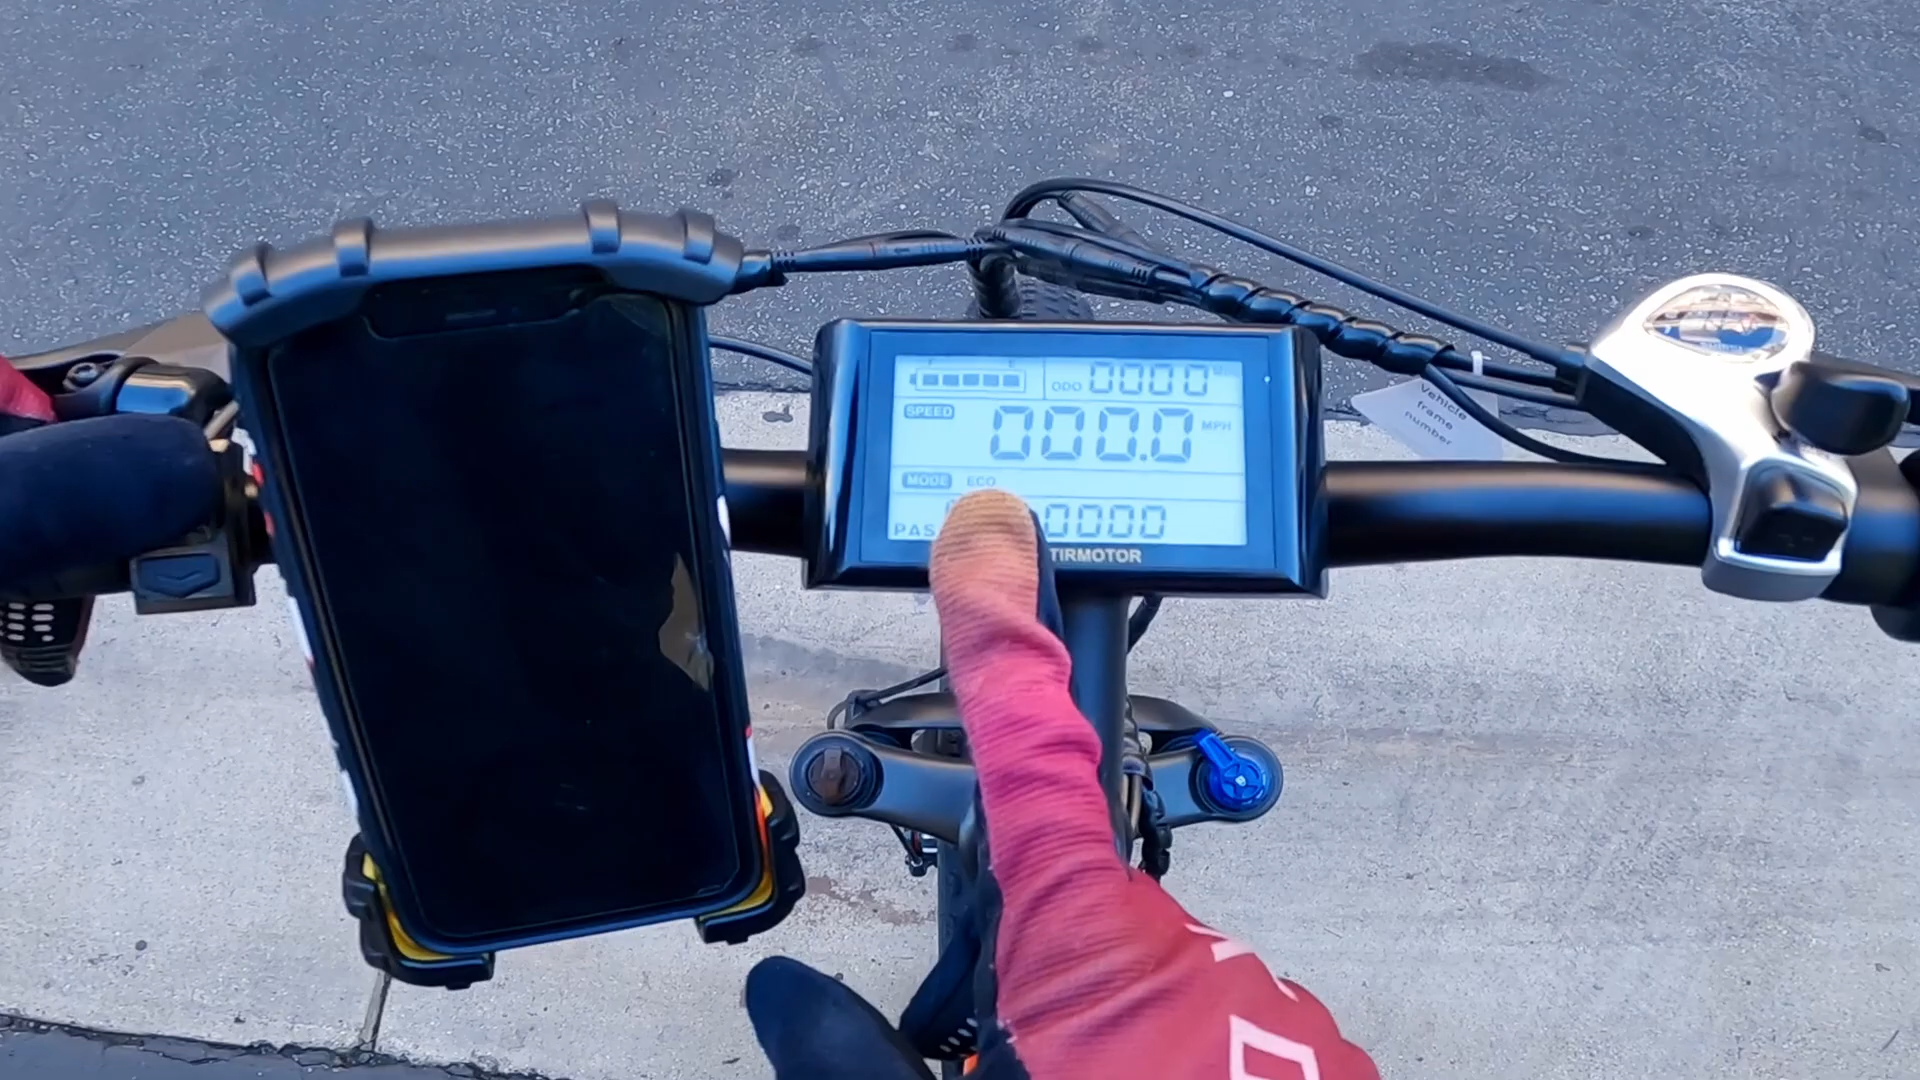 F E
ODO 0000
SPEED 000.0 MPH
MODE ECO
PAS 0000
TIRMOTOR
Vehicle
frame
number